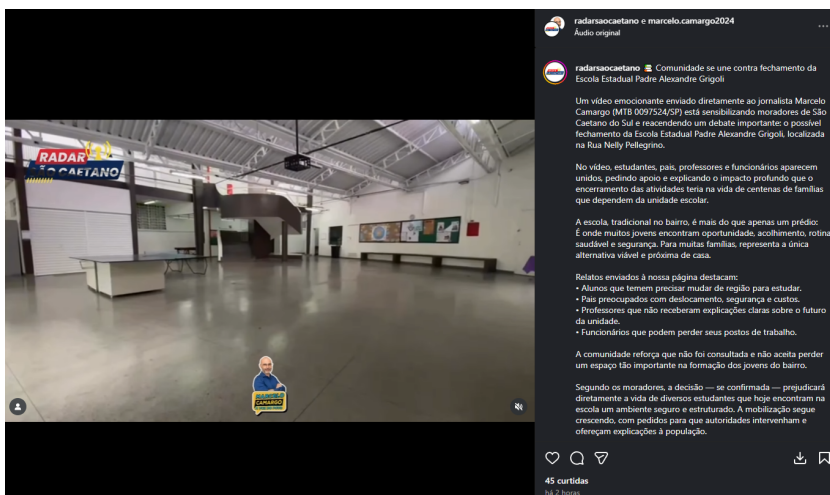 radarsaocaetano e marcelo.camargo2024
Áudio original
radarsaocaetano Comunidade se une contra fechamento da
Escola Estadual Padre Alexandre Grigoli
Um vídeo emocionante enviado diretamente ao jornalista Marcelo
Camargo (MTB 0097524/SP) está sensibilizando moradores de São
Caetano do Sul e reacendendo um debate importante: o possível
fechamento da Escola Estadual Padre Alexandre Grigoli, localizada
na Rua Nelly Pellegrino.
No vídeo, estudantes, pais, professores e funcionários aparecem
unidos, pedindo apoio e explicando o impacto profundo que o
encerramento das atividades teria na vida de centenas de famílias
que dependem da unidade escolar.
A escola, tradicional no bairro, é mais do que apenas um prédio:
É onde muitos jovens encontram oportunidade, acolhimento, rotina
saudável e segurança. Para muitas famílias, representa a única
alternativa viável e próxima de casa.
Relatos enviados à nossa página destacam:
• Alunos que temem precisar mudar de região para estudar.
• Pais preocupados com deslocamento, segurança e custos.
• Professores que não receberam explicações claras sobre o futuro
da unidade.
• Funcionários que podem perder seus postos de trabalho.
A comunidade reforça que não foi consultada e não aceita perder
um espaço tão importante na formação dos jovens do bairro.
Segundo os moradores, a decisão — se confirmada — prejudicará
diretamente a vida de diversos estudantes que hoje encontram na
escola um ambiente seguro e estruturado. A mobilização segue
crescendo, com pedidos para que autoridades intervenham e
ofereçam explicações à população.
45 curtidas
há 2 horas
RADAR
SÃO CAETANO
MARCELO
CAMARGO